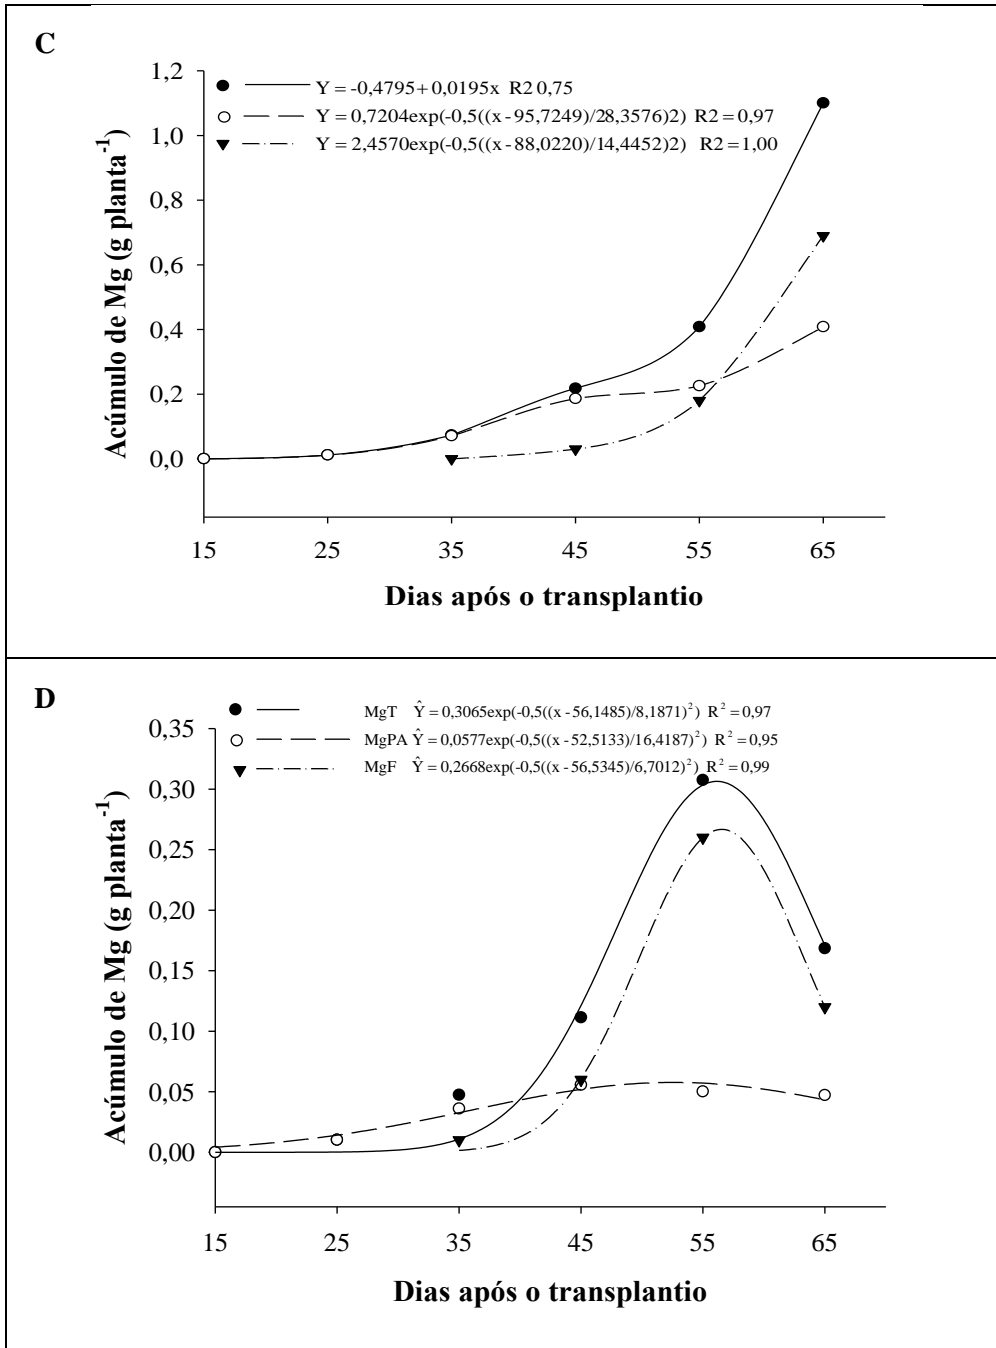 C
Y = -0,4795+ 0,0195x R2 0,75
Y = 0,7204exp(-0,5((x - 95,7249)/28,3576)2) R2 = 0,97
Y = 2,4570exp(-0,5((x-88,0220)/14,4452)2) R2=1,00
Acúmulo de Mg (g planta⁻¹)
1,2
1,0
0,8
0,6
0,4
0,2
0,0
15 25 35 45 55 65
Dias após o transplantio
D
MgT Ŷ = 0,3065exp(-0,5((x - 56,1485)/8,1871)²) R² = 0,97
MgPA Ŷ = 0,0577exp(-0,5((x - 52,5133)/16,4187)²) R² = 0,95
MgF Ŷ = 0,2668exp(-0,5((x - 56,5345)/6,7012)²) R² = 0,99
Acúmulo de Mg (g planta⁻¹)
0,35
0,30
0,25
0,20
0,15
0,10
0,05
0,00
15 25 35 45 55 65
Dias após o transplantio